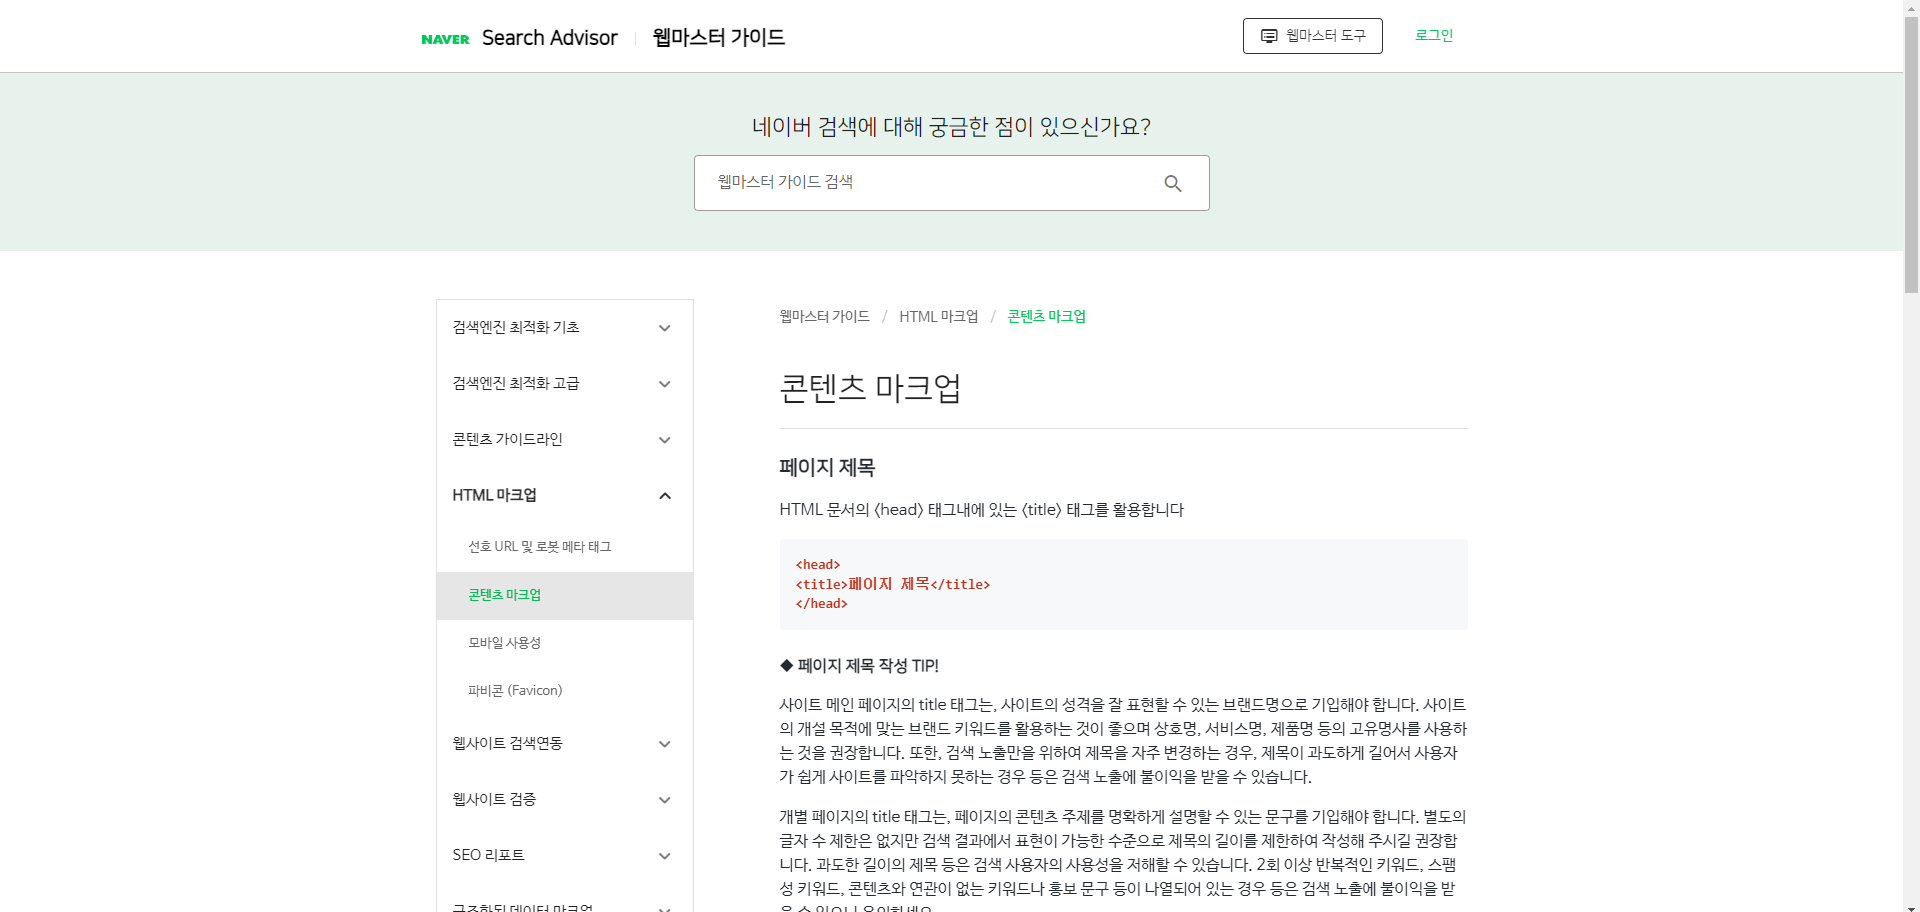 NAVER Search Advisor 웹마스터 가이드
웹마스터 도구
로그인
네이버 검색에 대해 궁금한 점이 있으신가요?
웹마스터 가이드 검색
검색엔진 최적화 기초
검색엔진 최적화 고급
콘텐츠 가이드라인
HTML 마크업
선호 URL 및 로봇 메타 태그
콘텐츠 마크업
모바일 사용성
파비콘 (Favicon)
웹사이트 검색연동
웹사이트 검증
SEO 리포트
구조화된 데이터 마크업
웹마스터 가이드 / HTML 마크업 / 콘텐츠 마크업
콘텐츠 마크업
페이지 제목
HTML 문서의 <head> 태그내에 있는 <title> 태그를 활용합니다
<head>
<title>페이지 제목</title>
</head>
◆ 페이지 제목 작성 TIP!
사이트 메인 페이지의 title 태그는, 사이트의 성격을 잘 표현할 수 있는 브랜드명으로 기입해야 합니다. 사이트
의 개설 목적에 맞는 브랜드 키워드를 활용하는 것이 좋으며 상호명, 서비스명, 제품명 등의 고유명사를 사용하
는 것을 권장합니다. 또한, 검색 노출만을 위하여 제목을 자주 변경하는 경우, 제목이 과도하게 길어서 사용자
가 쉽게 사이트를 파악하지 못하는 경우 등은 검색 노출에 불이익을 받을 수 있습니다.
개별 페이지의 title 태그는, 페이지의 콘텐츠 주제를 명확하게 설명할 수 있는 문구를 기입해야 합니다. 별도의
글자 수 제한은 없지만 검색 결과에서 표현이 가능한 수준으로 제목의 길이를 제한하여 작성해 주시길 권장합
니다. 과도한 길이의 제목 등은 검색 사용자의 사용성을 저해할 수 있습니다. 2회 이상 반복적인 키워드, 스팸
성 키워드, 콘텐츠와 연관이 없는 키워드나 홍보 문구 등이 나열되어 있는 경우 등은 검색 노출에 불이익을 받
을 수 있으니 유의하세요.